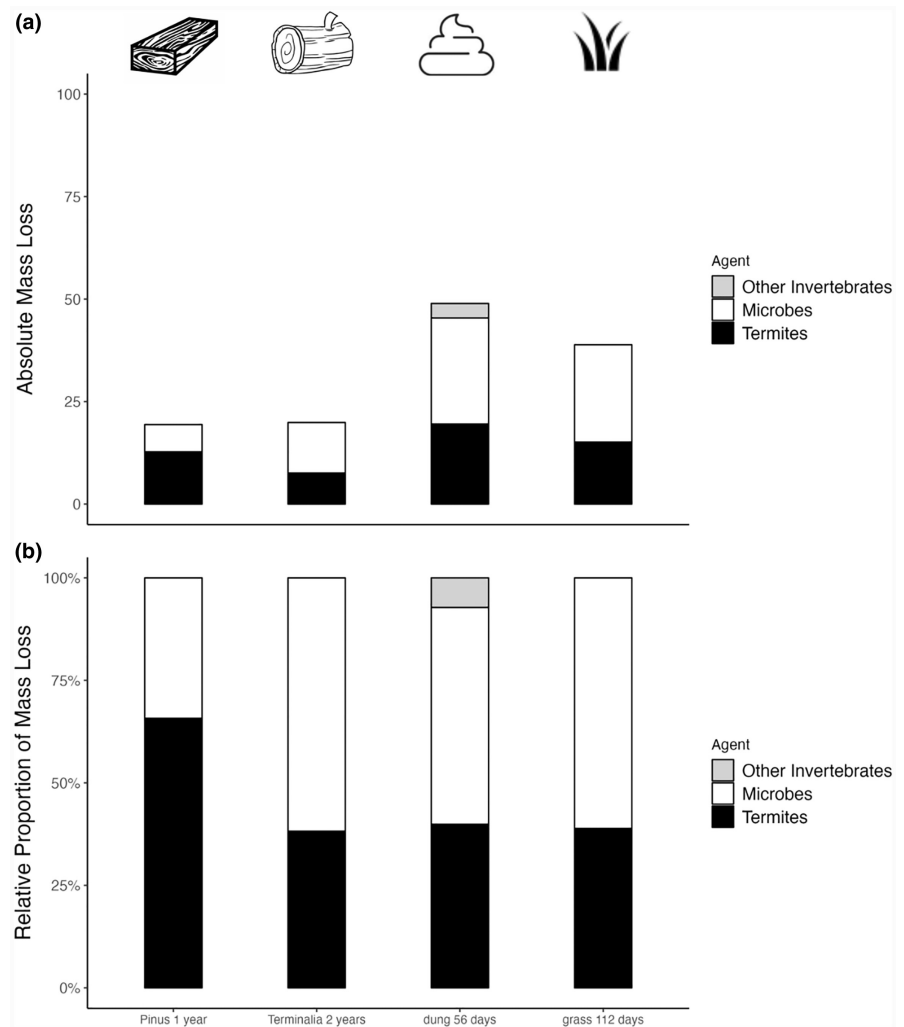 (a)
100
75
50
25
0
Absolute Mass Loss
Agent
Other Invertebrates
Microbes
Termites
(b)
100%
75%
50%
25%
0%
Relative Proportion of Mass Loss
Agent
Other Invertebrates
Microbes
Termites
Pinus 1 year
Terminalia 2 years
dung 56 days
grass 112 days